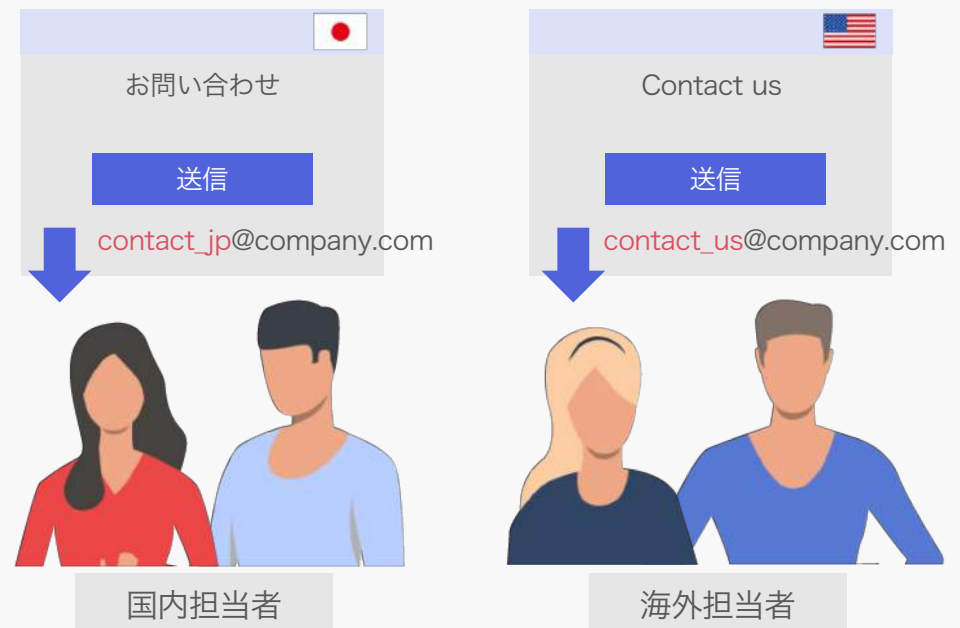 お問い合わせ
送信
contact_jp@company.com
国内担当者
Contact us
送信
contact_us@company.com
海外担当者